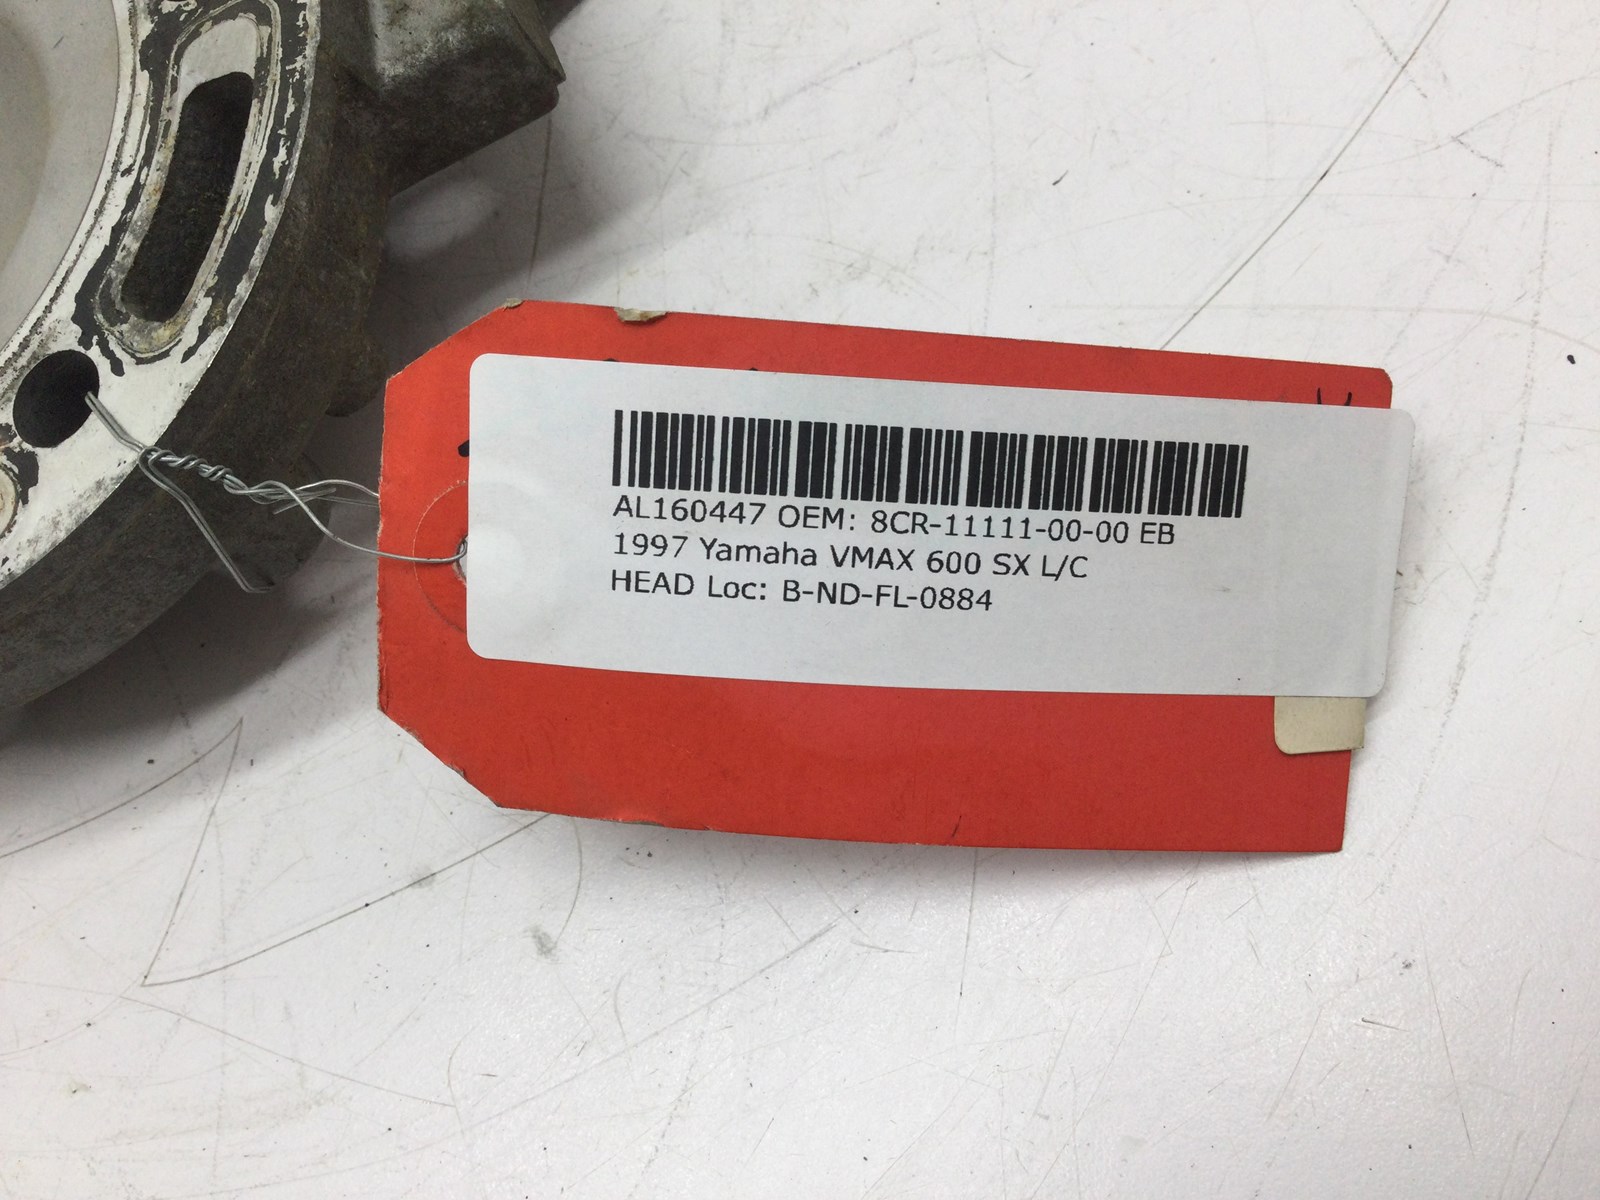 AL160447 OEM: 8CR-11111-00-00 EB
1997 Yamaha VMAX 600 SX L/C
HEAD Loc: B-ND-FL-0884